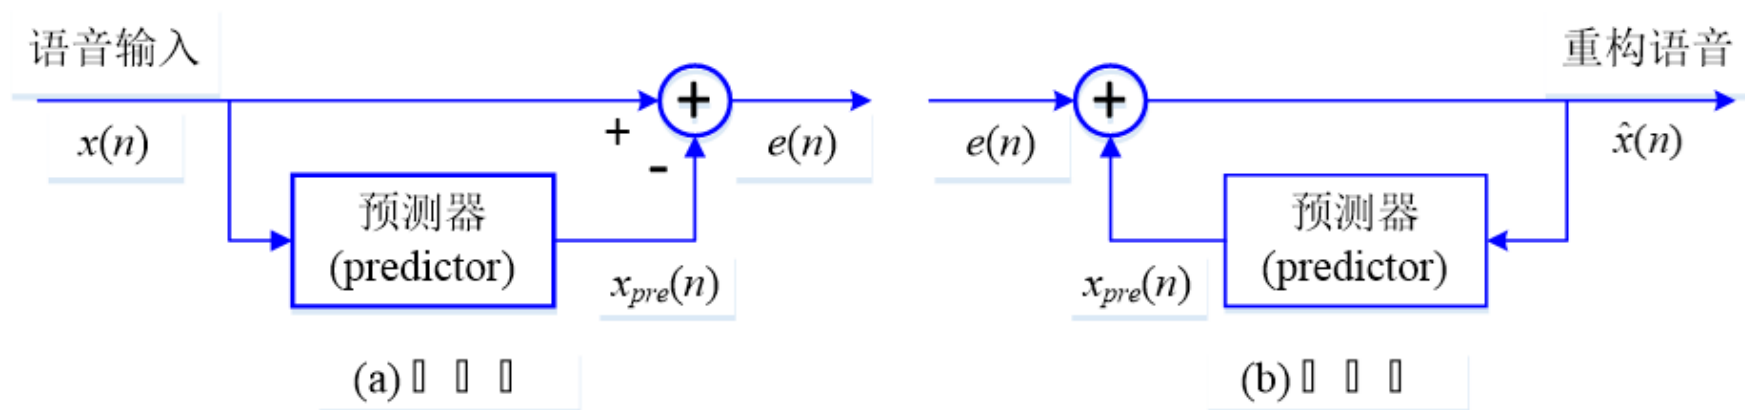 语音输入
x(n)
+
+
-
e(n)
预测器
(predictor)
x_pre(n)
(a)
重构语音
e(n)
+
x̂(n)
预测器
(predictor)
x_pre(n)
(b)